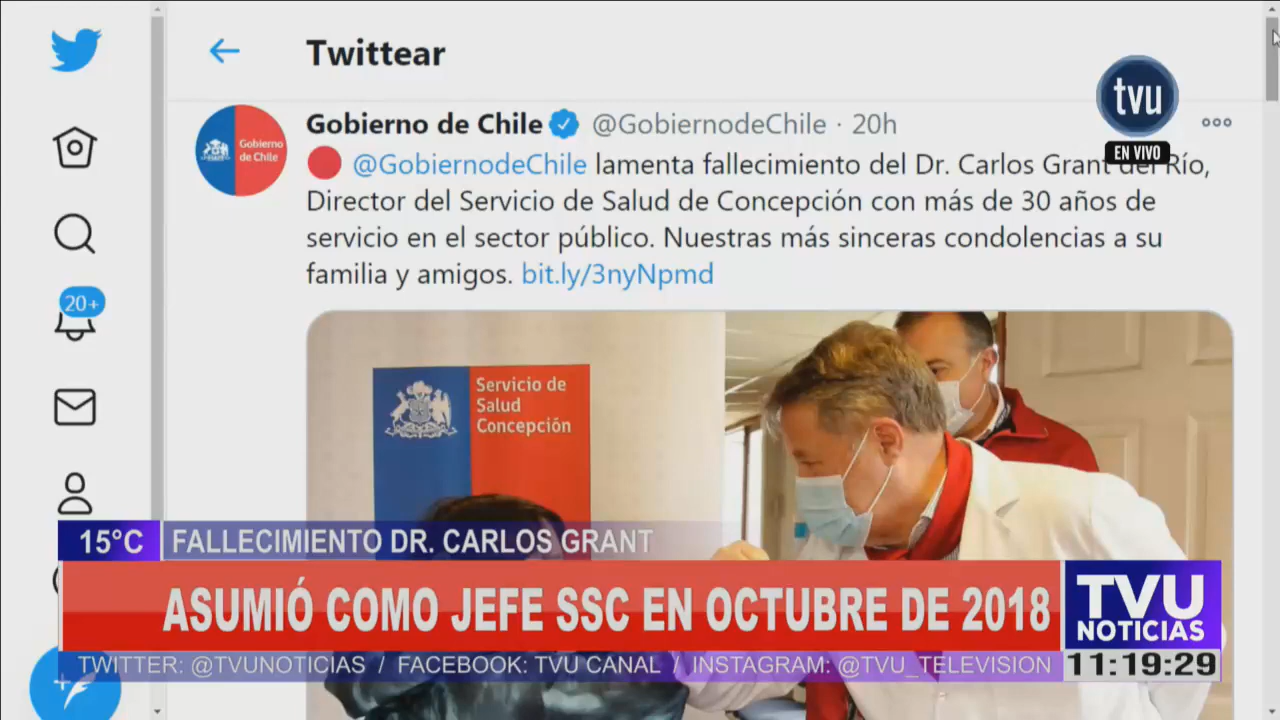 Twittear
tvu
EN VIVO
Gobierno de Chile @GobiernodeChile · 20h
Gobierno
de Chile
@GobiernodeChile lamenta fallecimiento del Dr. Carlos Grant del Río,
Director del Servicio de Salud de Concepción con más de 30 años de
servicio en el sector público. Nuestras más sinceras condolencias a su
familia y amigos. bit.ly/3nyNpmd
20+
Servicio de
Salud
Concepción
15°C FALLECIMIENTO DR. CARLOS GRANT
ASUMIÓ COMO JEFE SSC EN OCTUBRE DE 2018
TVU
NOTICIAS
TWITTER: @TVUNOTICIAS / FACEBOOK: TVU CANAL / INSTAGRAM: @TVU_TELEVISION
11:19:29